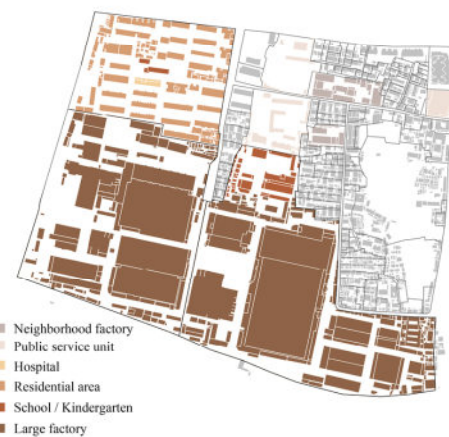 Neighborhood factory
Public service unit
Hospital
Residential area
School / Kindergarten
Large factory